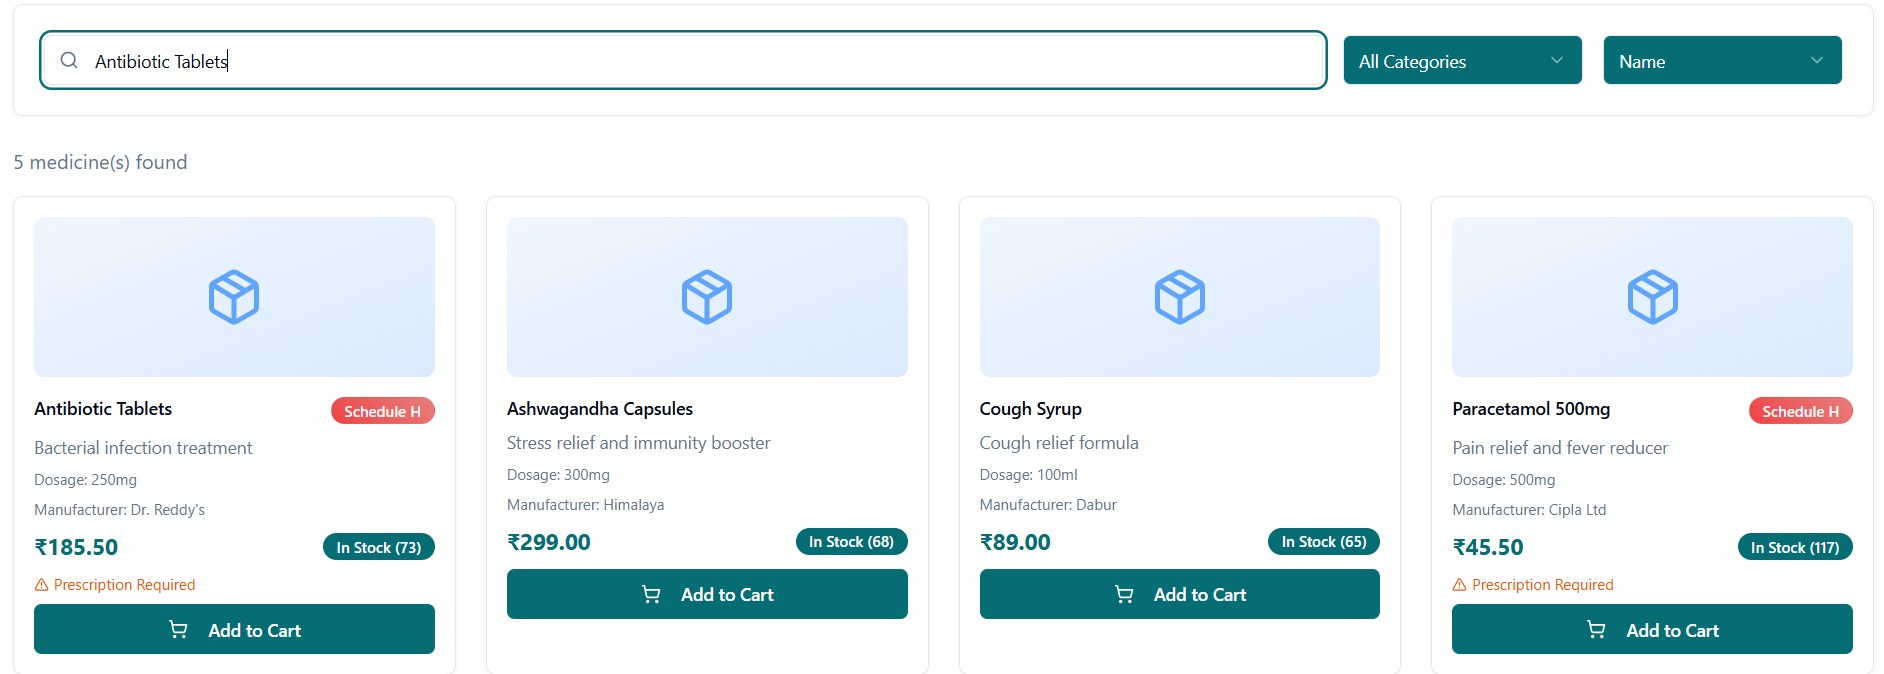 Antibiotic Tablets
All Categories
Name
5 medicine(s) found
Antibiotic Tablets
Schedule H
Bacterial infection treatment
Dosage: 250mg
Manufacturer: Dr. Reddy's
₹185.50
In Stock (73)
Prescription Required
Add to Cart
Ashwagandha Capsules
Stress relief and immunity booster
Dosage: 300mg
Manufacturer: Himalaya
₹299.00
In Stock (68)
Add to Cart
Cough Syrup
Cough relief formula
Dosage: 100ml
Manufacturer: Dabur
₹89.00
In Stock (65)
Add to Cart
Paracetamol 500mg
Schedule H
Pain relief and fever reducer
Dosage: 500mg
Manufacturer: Cipla Ltd
₹45.50
In Stock (117)
Prescription Required
Add to Cart